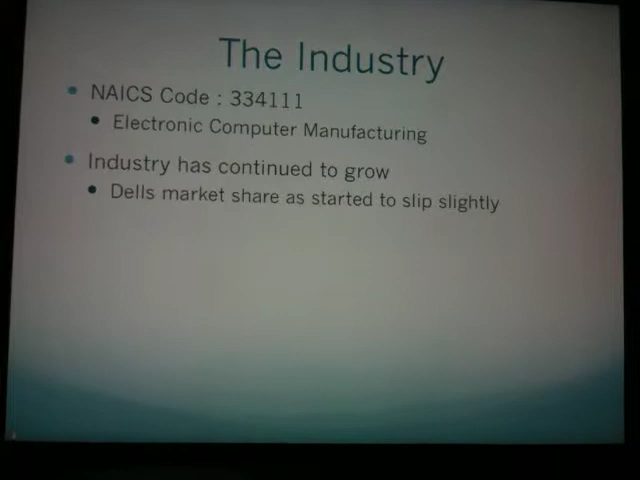 The Industry
NAICS Code : 334111
Electronic Computer Manufacturing
Industry has continued to grow
Dells market share as started to slip slightly